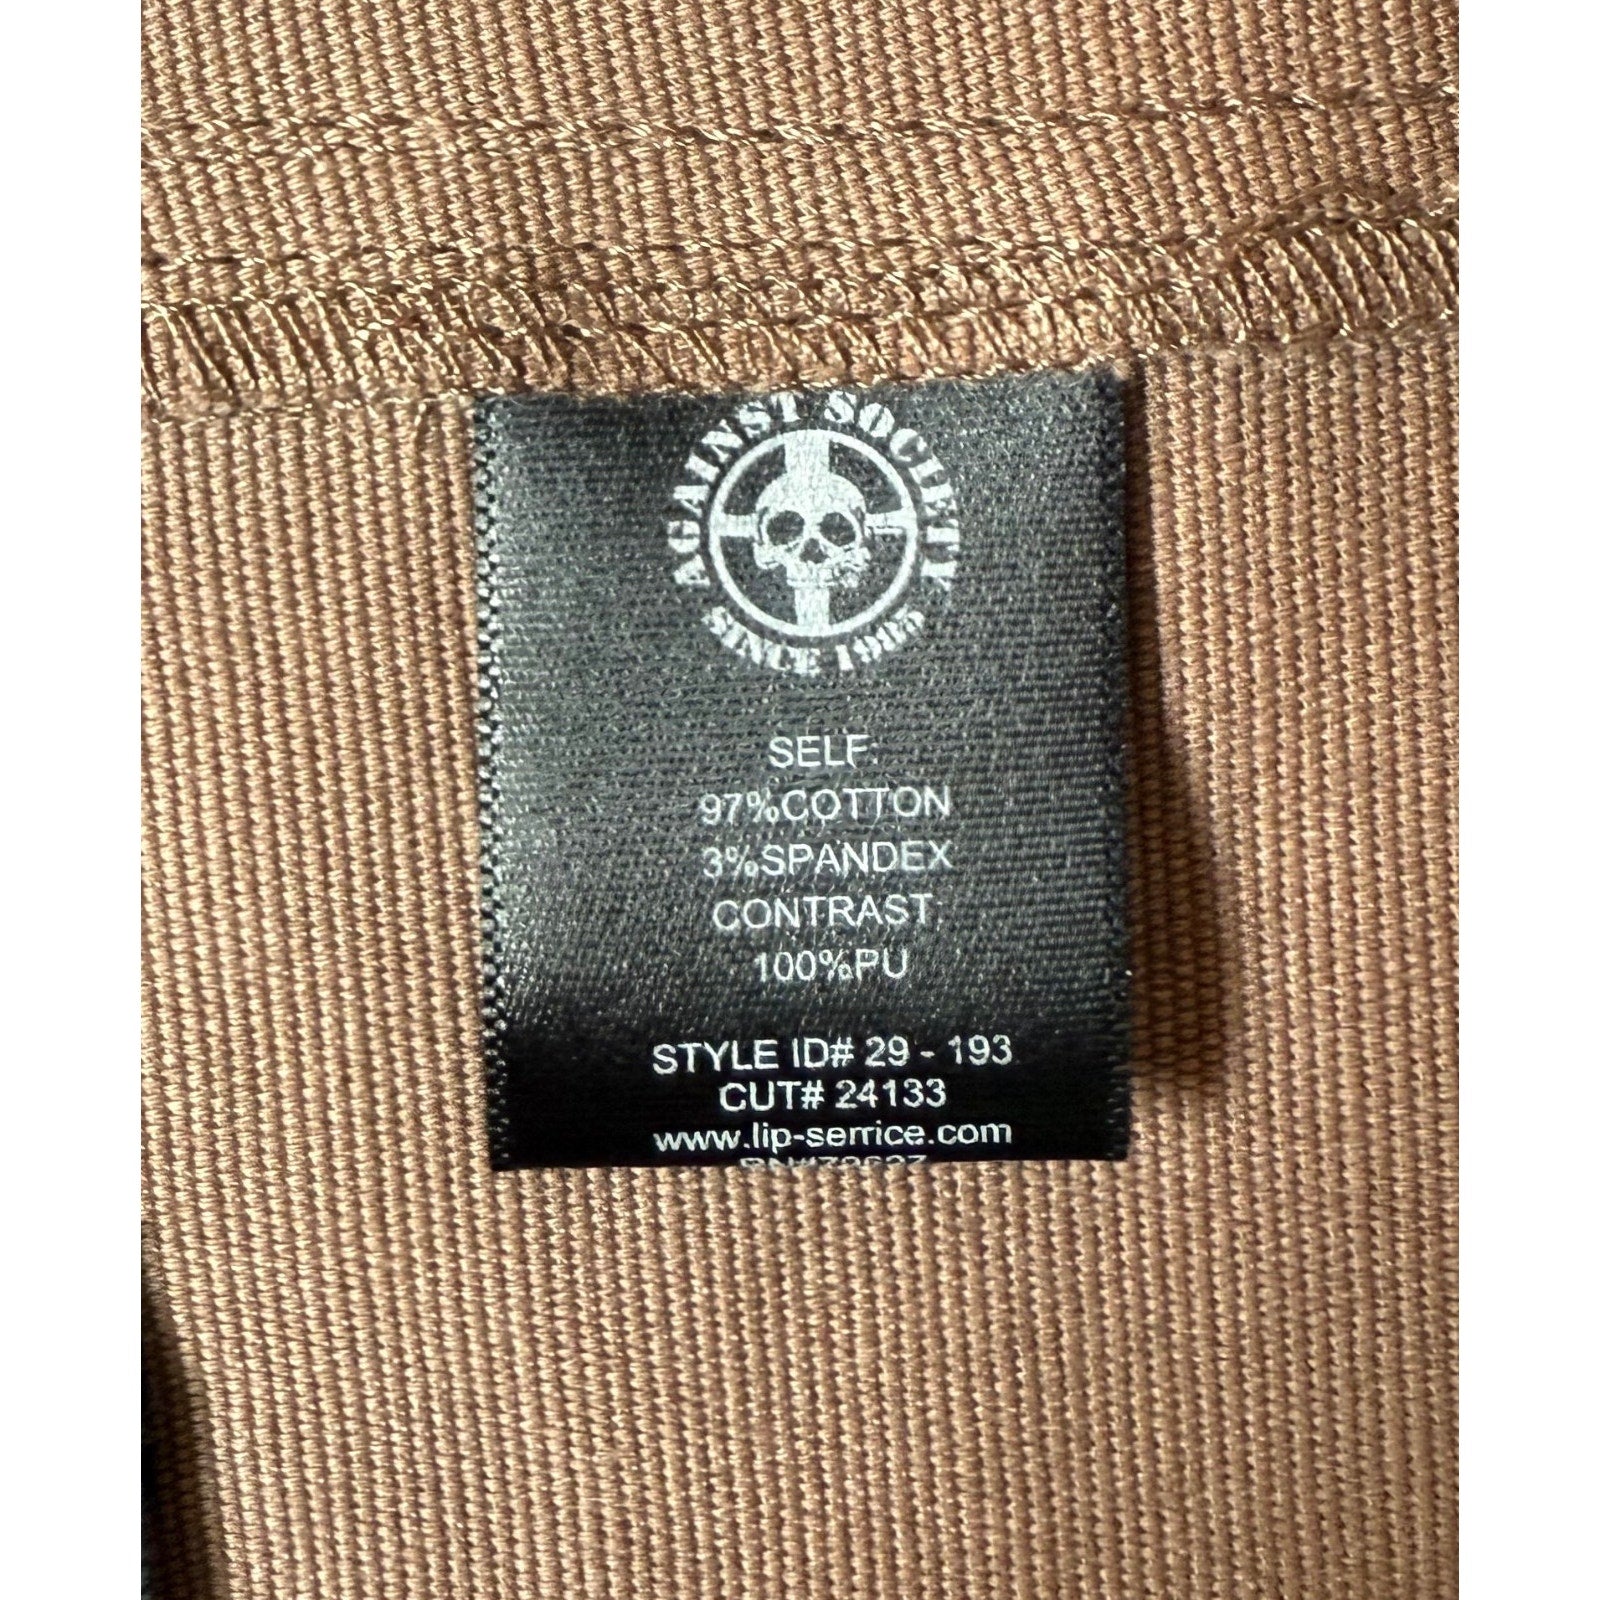 AGAINST SOCIETY
SINCE 1985
SELF:
97%COTTON
3%SPANDEX
CONTRAST:
100%PU
STYLE ID# 29 - 193
CUT# 24133
www.lip-serrice.com